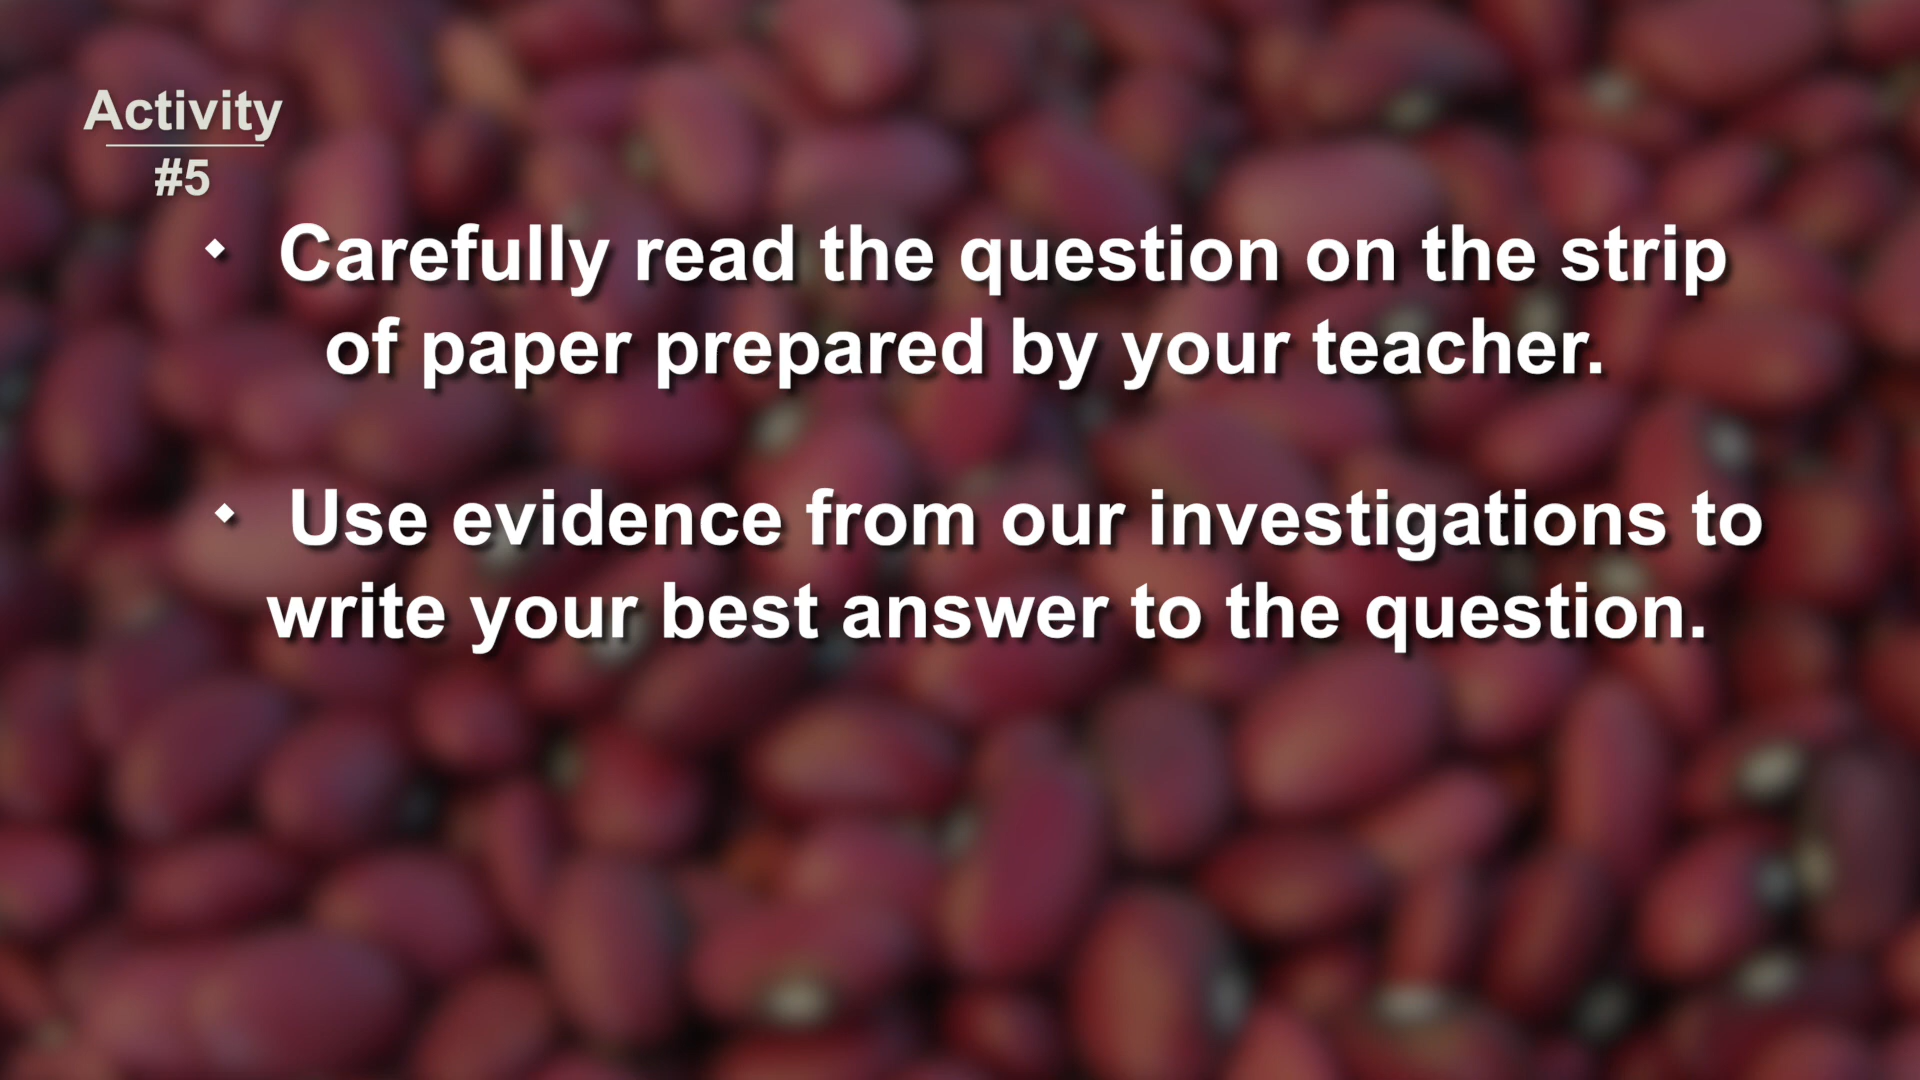 Activity
#5
Carefully read the question on the strip
of paper prepared by your teacher.
Use evidence from our investigations to
write your best answer to the question.